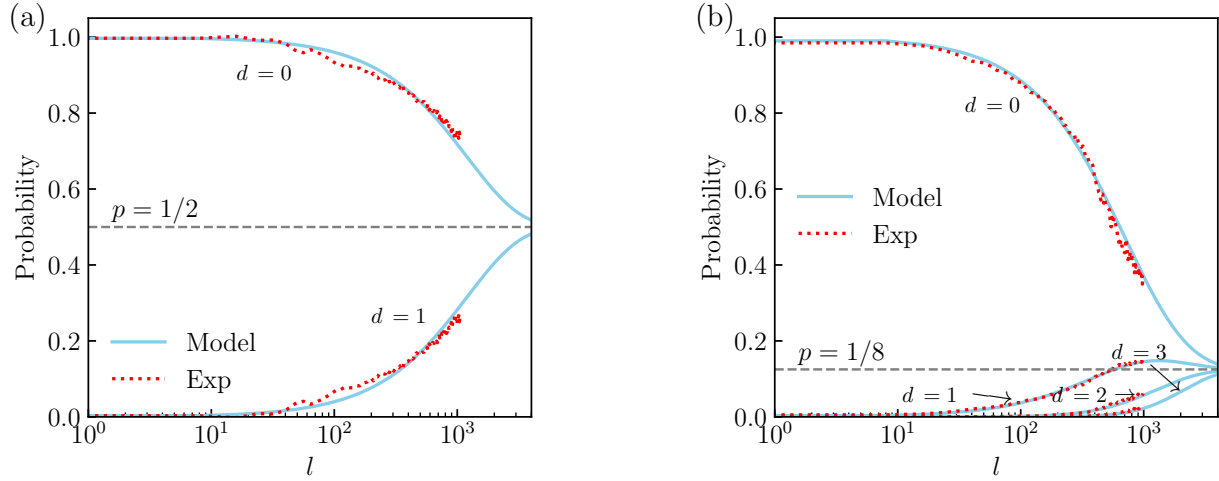 (a)
Probability
1.0
0.8
0.6
0.4
0.2
0.0
d = 0
p = 1/2
d = 1
Model
Exp
10^0
10^1
10^2
10^3
l
(b)
Probability
1.0
0.8
0.6
0.4
0.2
0.0
d = 0
Model
Exp
p = 1/8
d = 3
d = 1
d = 2
10^0
10^1
10^2
10^3
l